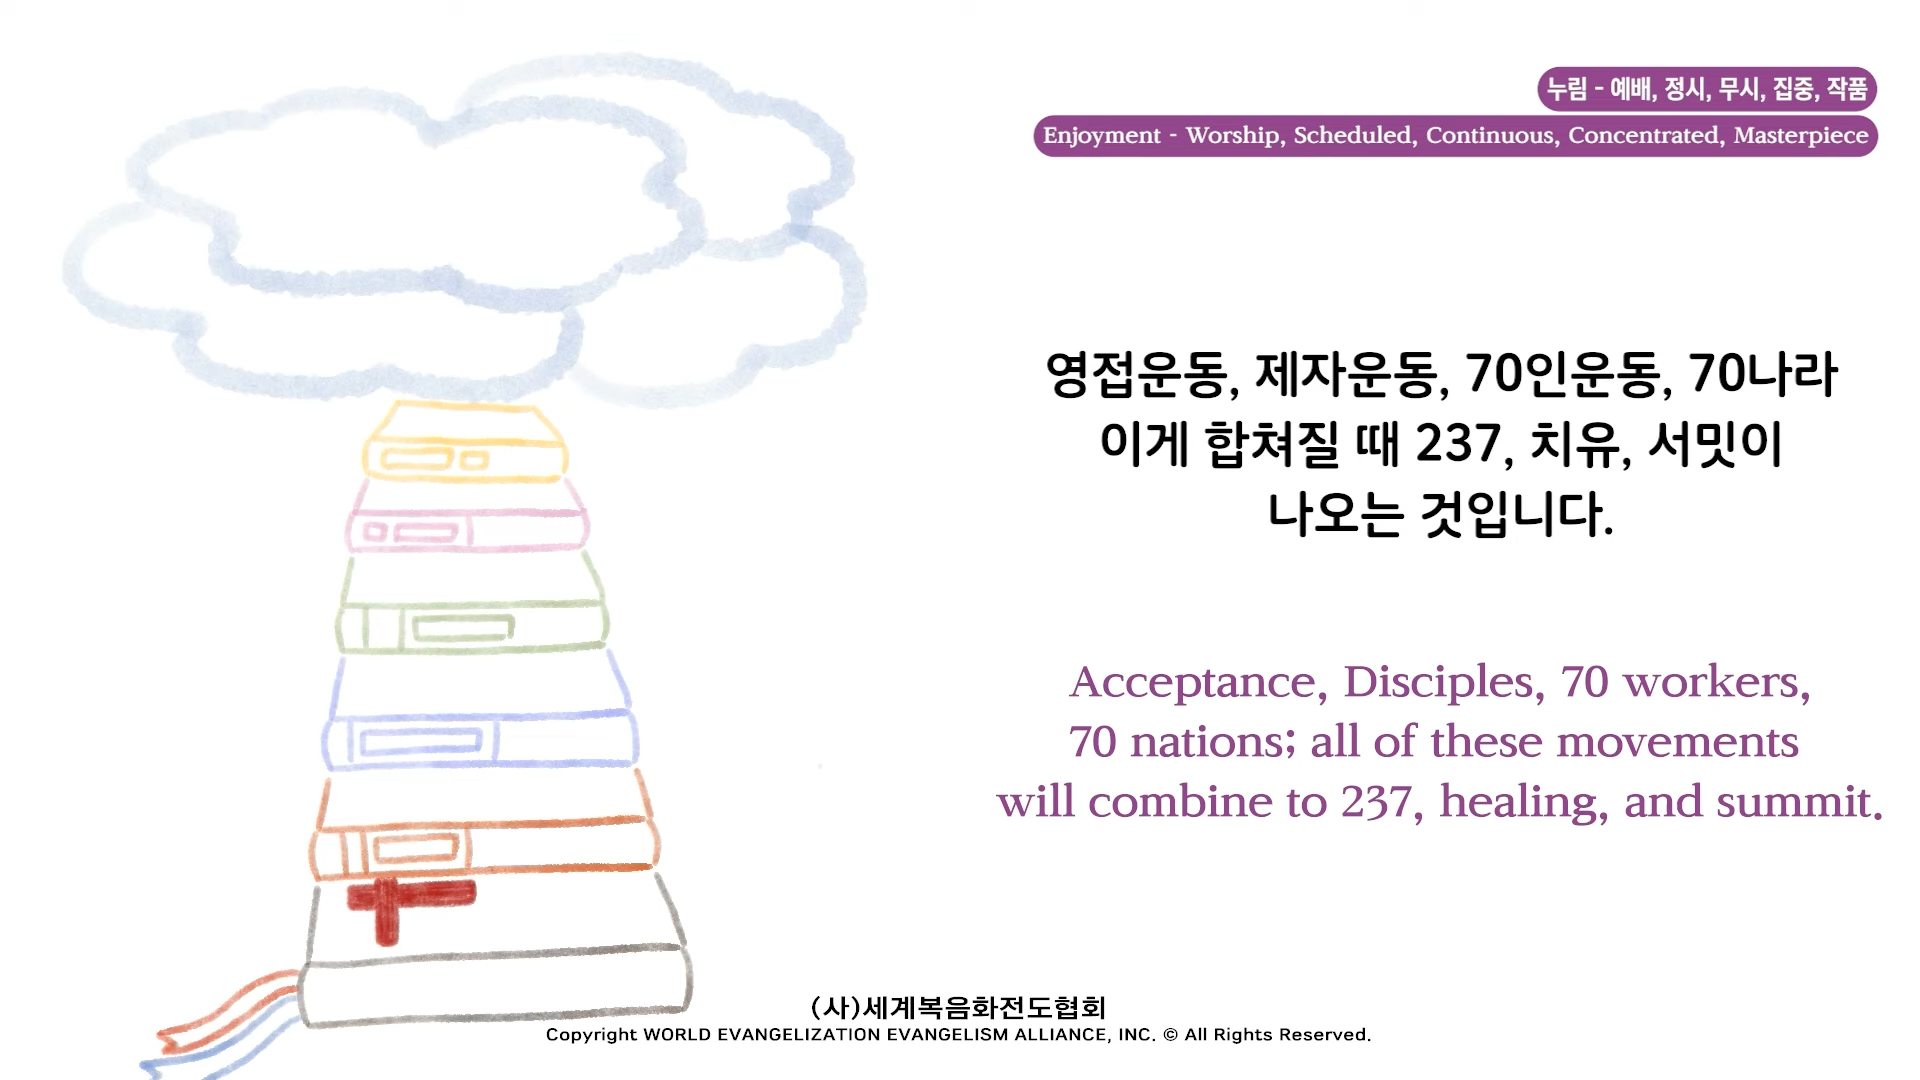 누림 - 예배, 정시, 무시, 집중, 작품
Enjoyment - Worship, Scheduled, Continuous, Concentrated, Masterpiece
영접운동, 제자운동, 70인운동, 70나라
이게 합쳐질 때 237, 치유, 서밋이
나오는 것입니다.
Acceptance, Disciples, 70 workers,
70 nations; all of these movements
will combine to 237, healing, and summit.
(사)세계복음화전도협회
Copyright WORLD EVANGELIZATION EVANGELISM ALLIANCE, INC. © All Rights Reserved.